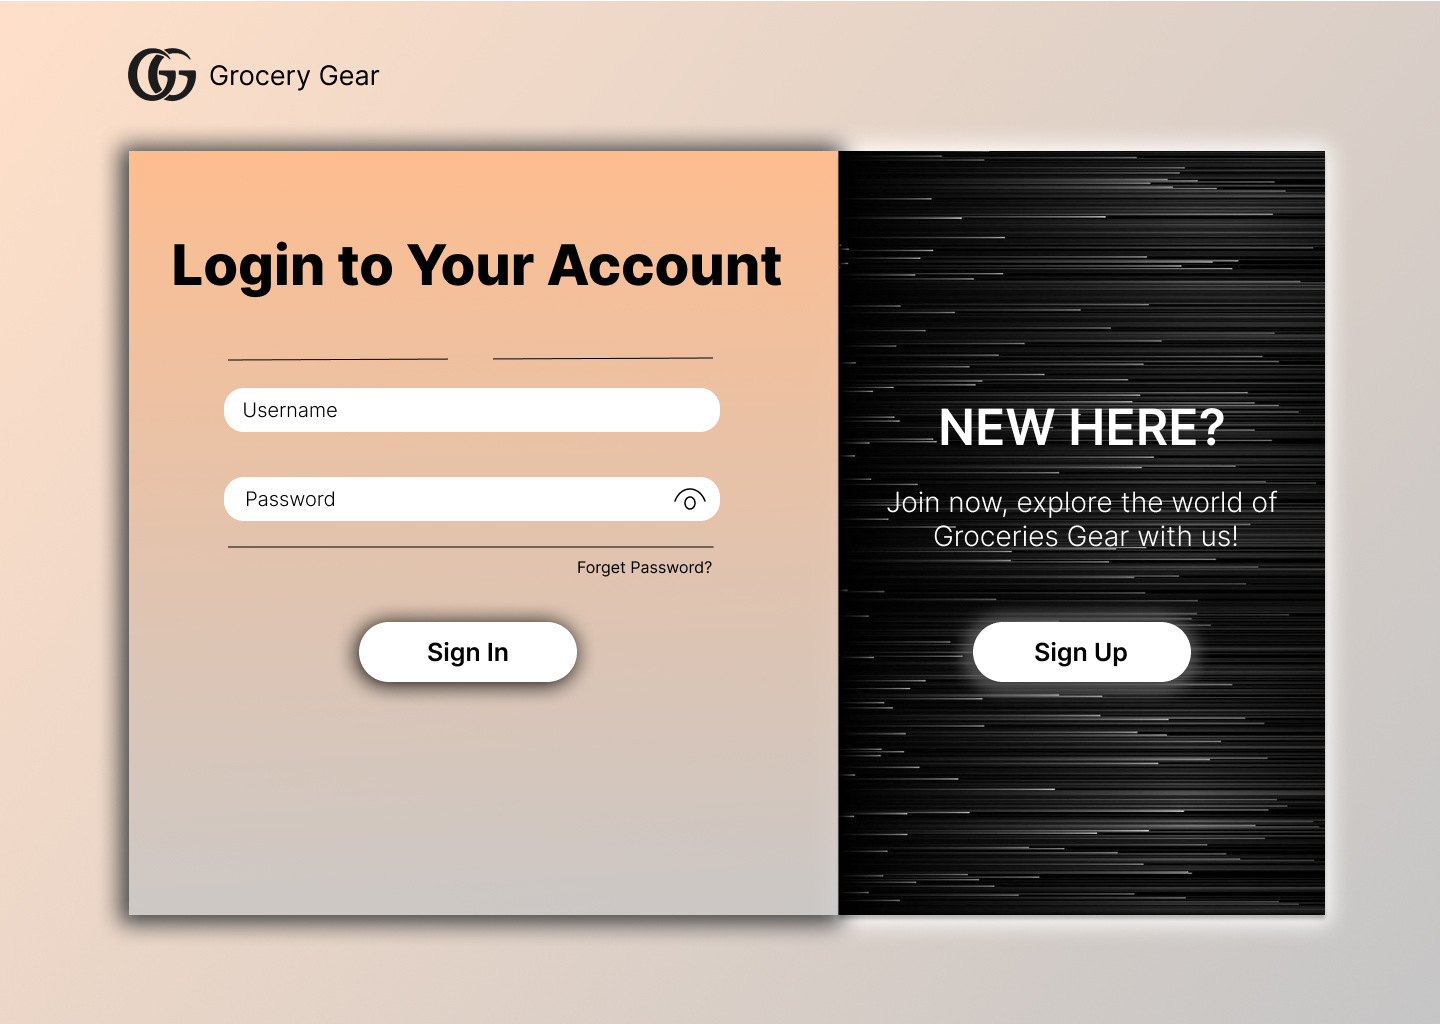 GG Grocery Gear
Login to Your Account
Username
Password
Forget Password?
Sign In
NEW HERE?
Join now, explore the world of
Groceries Gear with us!
Sign Up